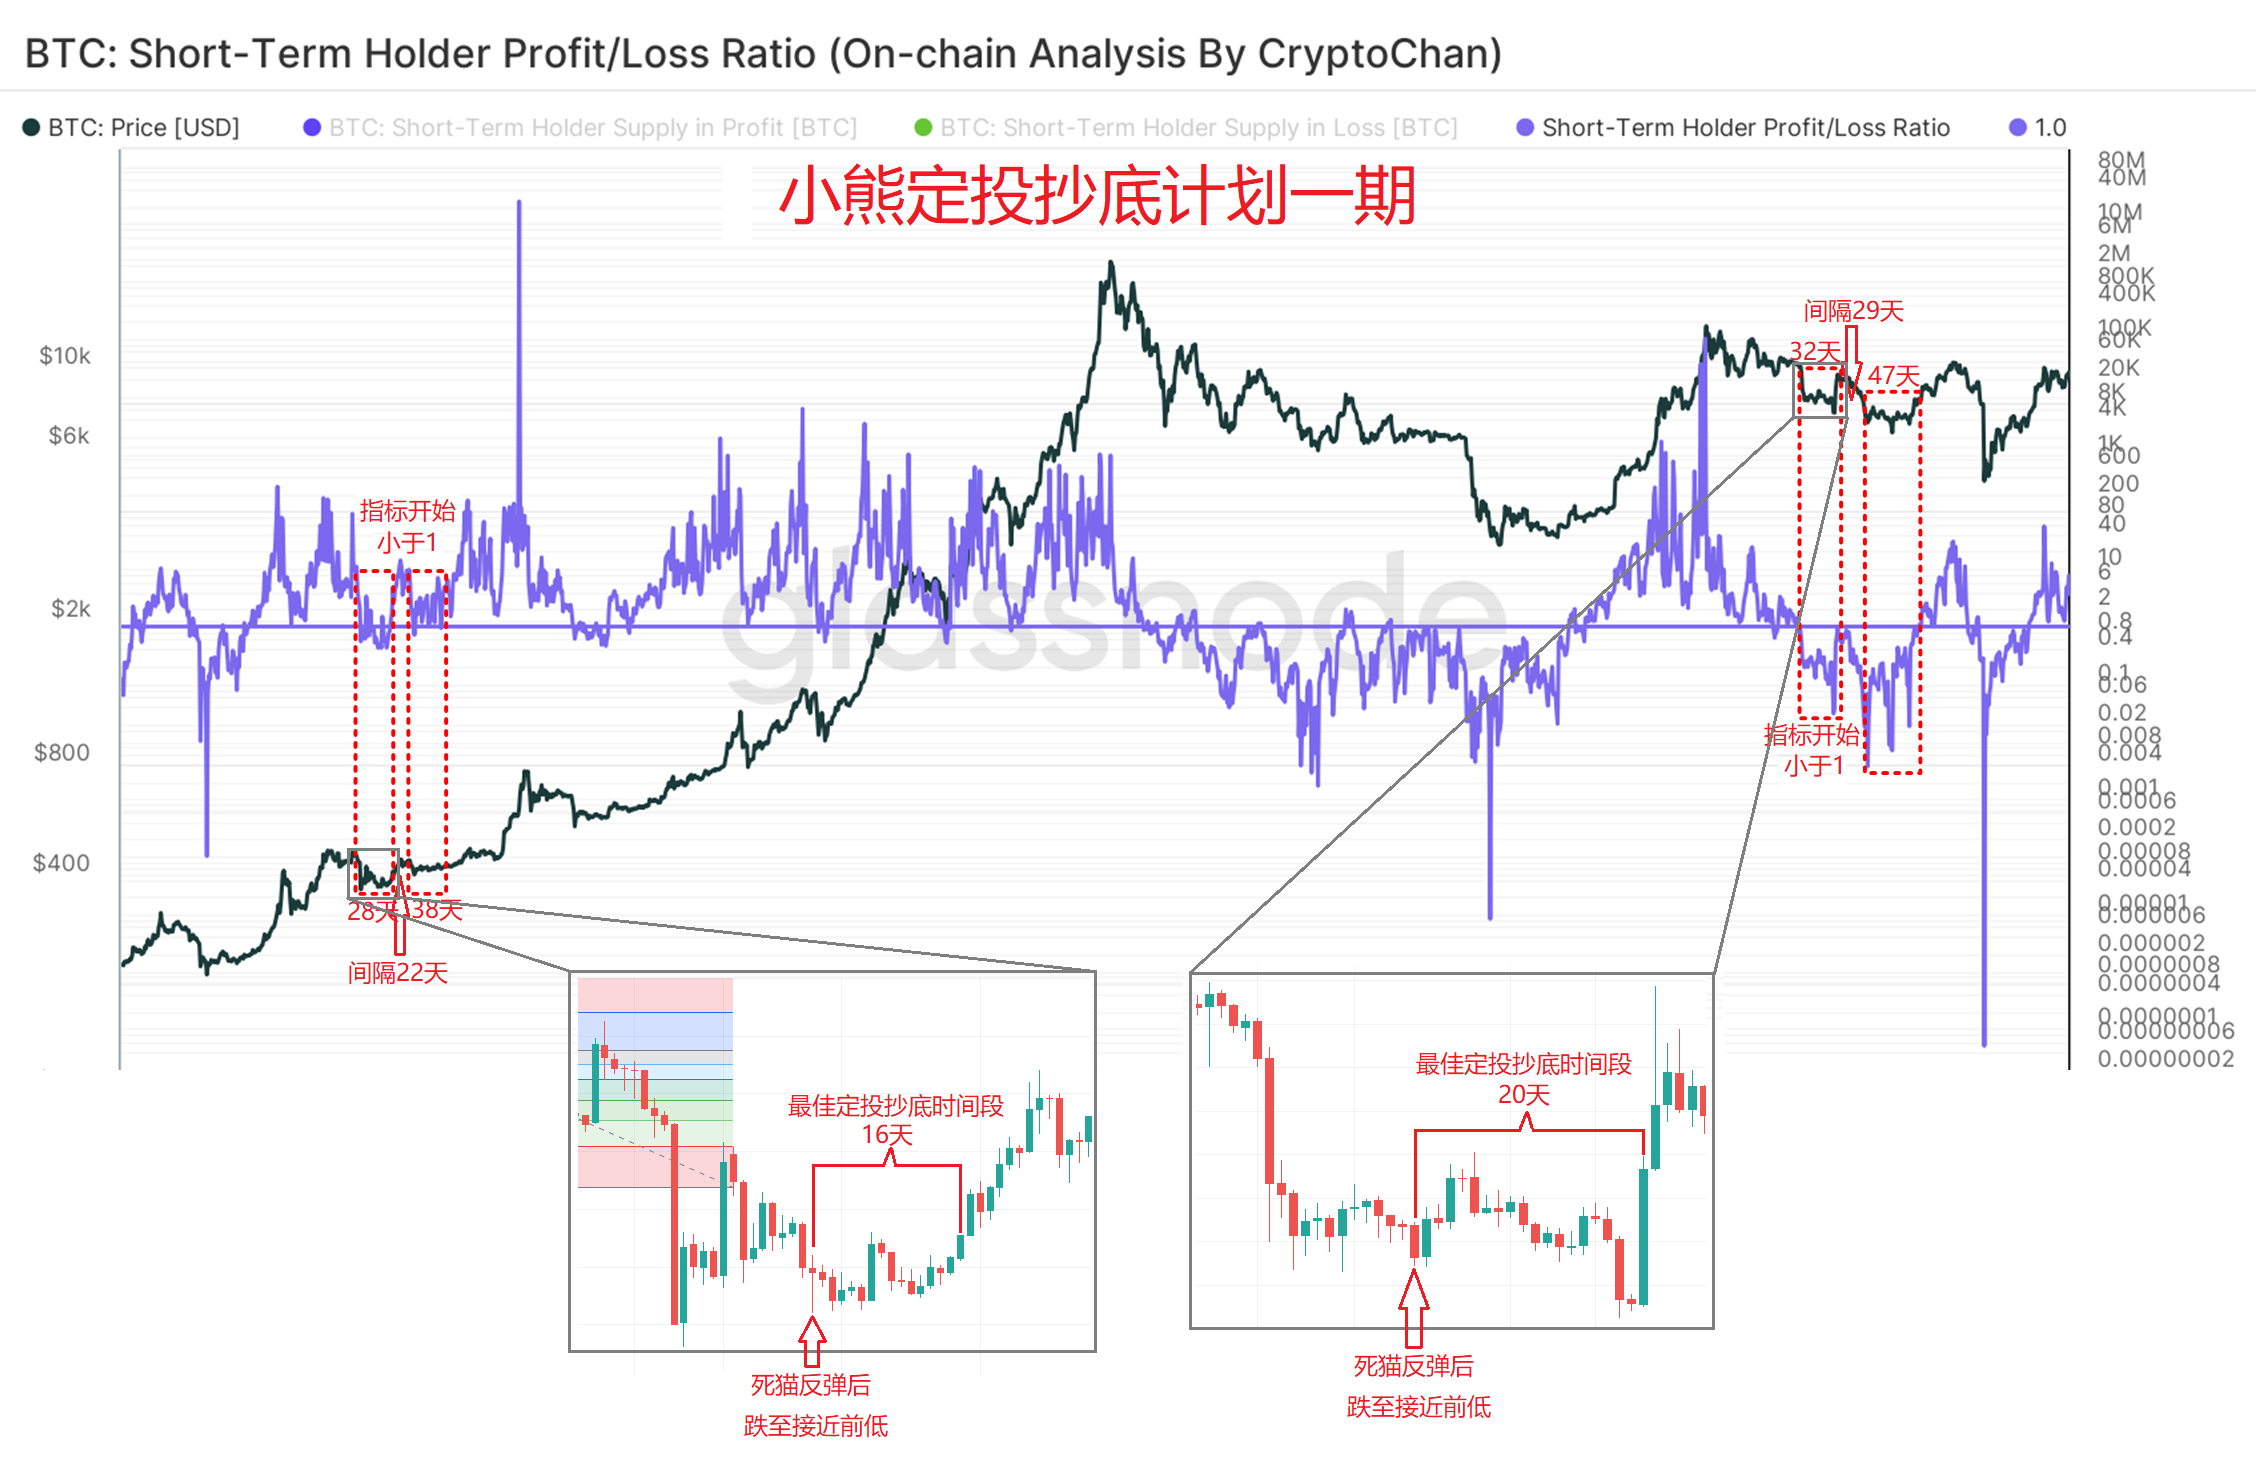 BTC: Short-Term Holder Profit/Loss Ratio (On-chain Analysis By CryptoChan)
BTC: Price [USD]
BTC: Short-Term Holder Supply in Profit [BTC]
BTC: Short-Term Holder Supply in Loss [BTC]
Short-Term Holder Profit/Loss Ratio
1.0
小熊定投抄底计划一期
$10k
$6k
$2k
$800
$400
80M
40M
10M
6M
2M
800K
400K
100K
60K
20K
8K
4K
1K
600
200
80
40
10
6
2
0.8
0.4
0.1
0.06
0.02
0.008
0.004
0.001
0.0006
0.0002
0.00008
0.00004
0.00001
0.000006
0.000002
0.0000008
0.0000004
0.00000006
0.00000002
间隔29天
32天
47天
指标开始
小于1
指标开始
小于1
glassnode
28天
38天
间隔22天
最佳定投抄底时间段
16天
死猫反弹后
跌至接近前低
最佳定投抄底时间段
20天
死猫反弹后
跌至接近前低